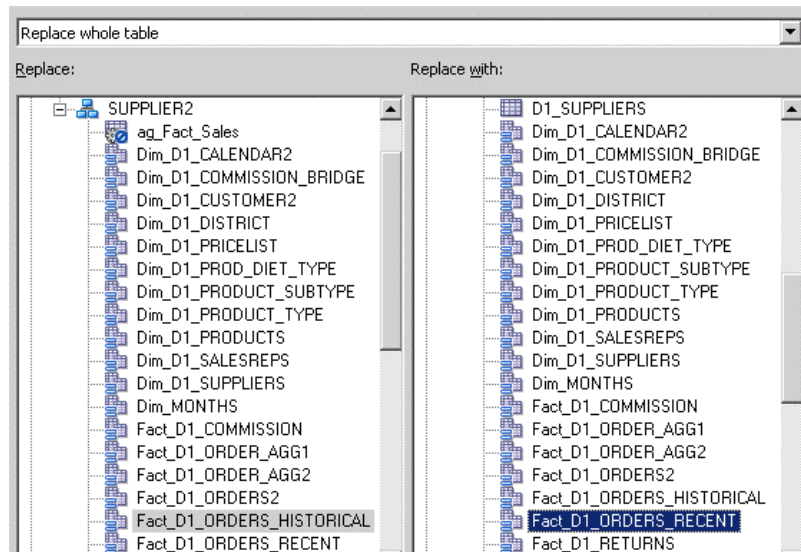 Replace whole table
Replace:
SUPPLIER2
ag_Fact_Sales
Dim_D1_CALENDAR2
Dim_D1_COMMISSION_BRIDGE
Dim_D1_CUSTOMER2
Dim_D1_DISTRICT
Dim_D1_PRICELIST
Dim_D1_PROD_DIET_TYPE
Dim_D1_PRODUCT_SUBTYPE
Dim_D1_PRODUCT_TYPE
Dim_D1_PRODUCTS
Dim_D1_SALESREPS
Dim_D1_SUPPLIERS
Dim_MONTHS
Fact_D1_COMMISSION
Fact_D1_ORDER_AGG1
Fact_D1_ORDER_AGG2
Fact_D1_ORDERS2
Fact_D1_ORDERS_HISTORICAL
Fact_D1_ORDERS_RECENT
Replace with:
D1_SUPPLIERS
Dim_D1_CALENDAR2
Dim_D1_COMMISSION_BRIDGE
Dim_D1_CUSTOMER2
Dim_D1_DISTRICT
Dim_D1_PRICELIST
Dim_D1_PROD_DIET_TYPE
Dim_D1_PRODUCT_SUBTYPE
Dim_D1_PRODUCT_TYPE
Dim_D1_PRODUCTS
Dim_D1_SALESREPS
Dim_D1_SUPPLIERS
Dim_MONTHS
Fact_D1_COMMISSION
Fact_D1_ORDER_AGG1
Fact_D1_ORDER_AGG2
Fact_D1_ORDERS2
Fact_D1_ORDERS_HISTORICAL
Fact_D1_ORDERS_RECENT
Fact_D1_RETURNS